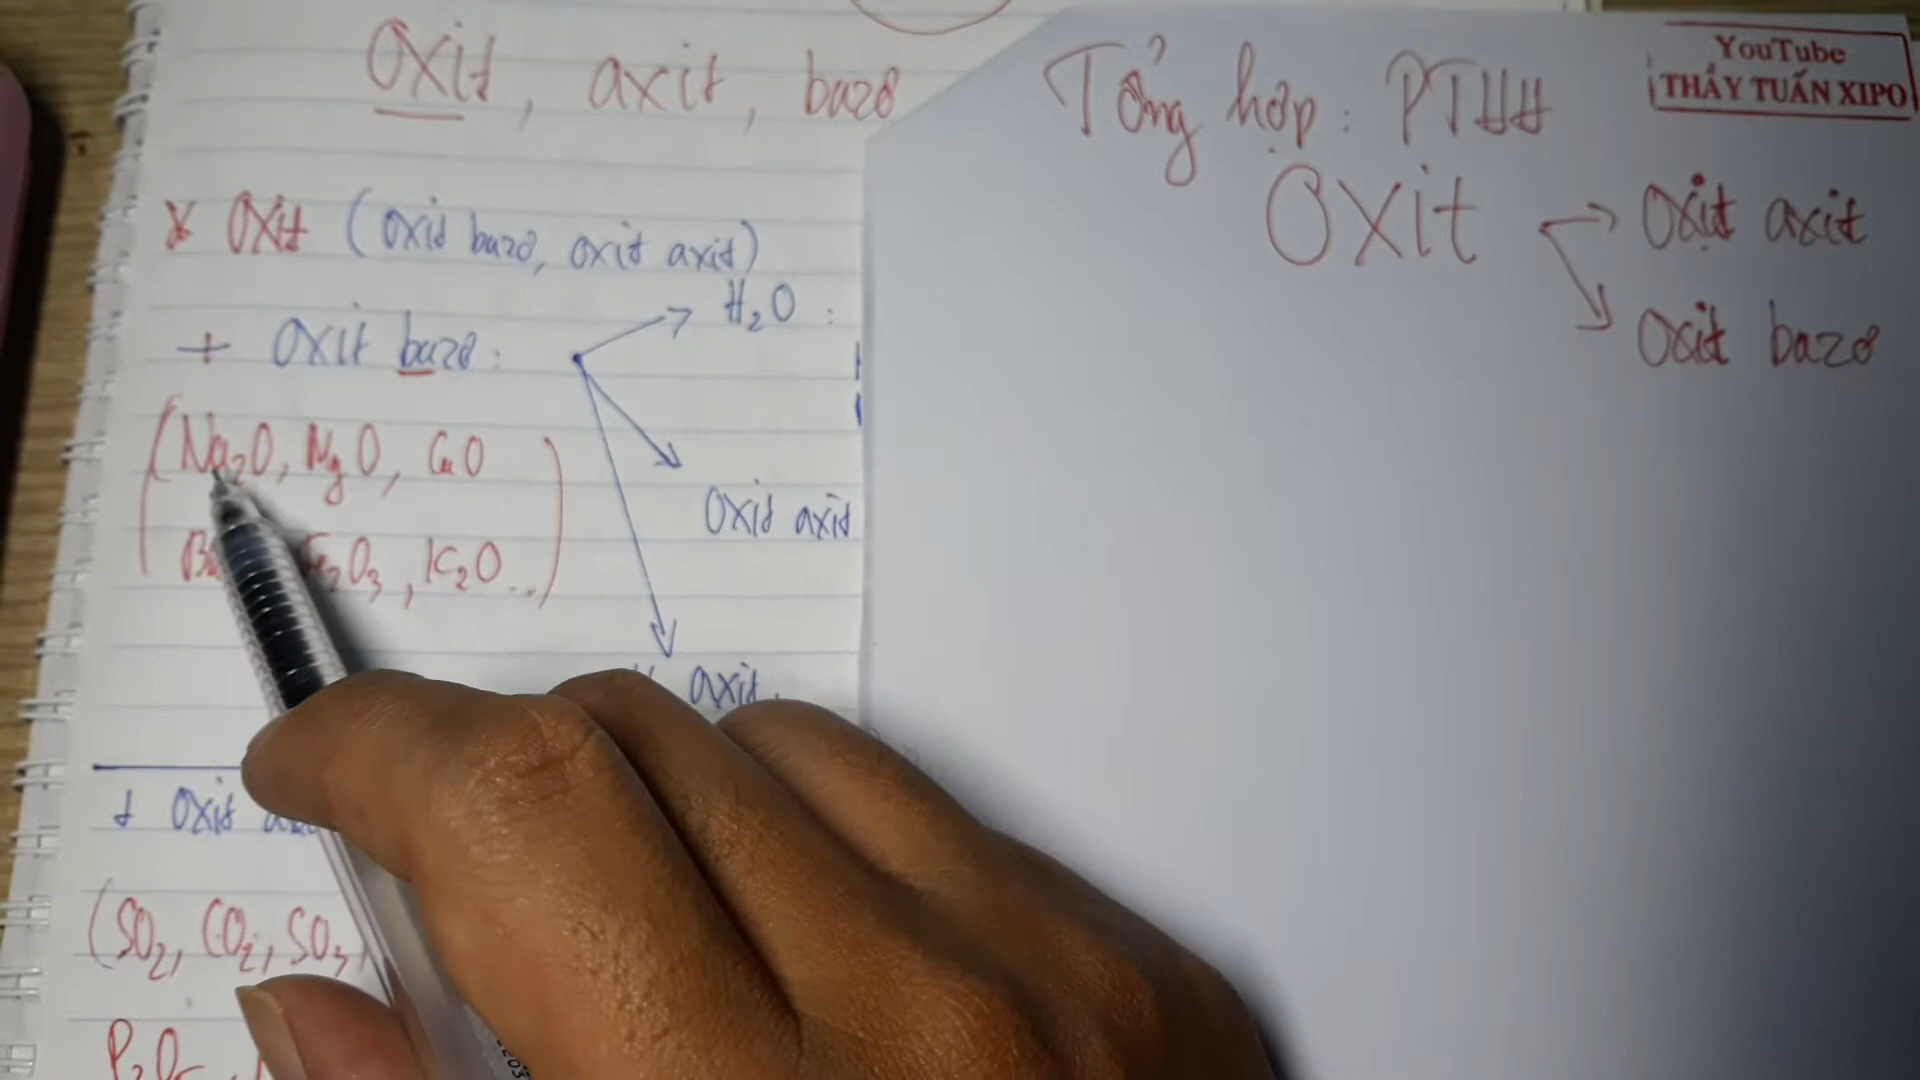 Oxit, axit, bazơ
* Oxit (oxit bazơ, oxit axit)
+ Oxit bazơ:
H₂O :
(Na₂O, MgO, CuO
Fe₂O₃, K₂O...)
Oxit axit
axit
+ Oxit
(SO₂, CO₂, SO₃,
Tổng hợp: PTHH
Oxit
Oxit axit
Oxit bazơ
YouTube
THẦY TUẤN XIPO